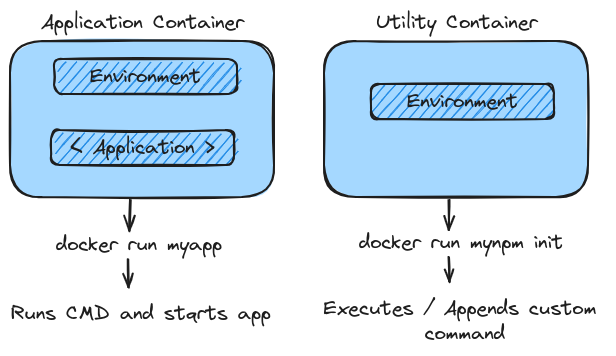 Application Container
Environment
< Application >
docker run myapp
Runs CMD and starts app
Utility Container
Environment
docker run mynpm init
Executes / Appends custom
command